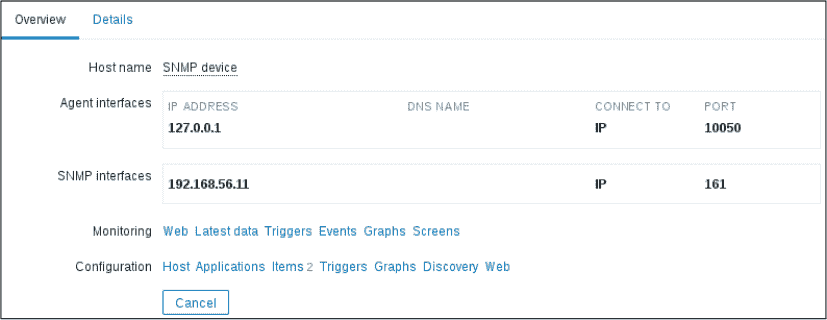 Overview Details
Host name SNMP device
Agent interfaces IP ADDRESS DNS NAME CONNECT TO PORT
127.0.0.1 IP 10050
SNMP interfaces 192.168.56.11 IP 161
Monitoring Web Latest data Triggers Events Graphs Screens
Configuration Host Applications Items 2 Triggers Graphs Discovery Web
Cancel